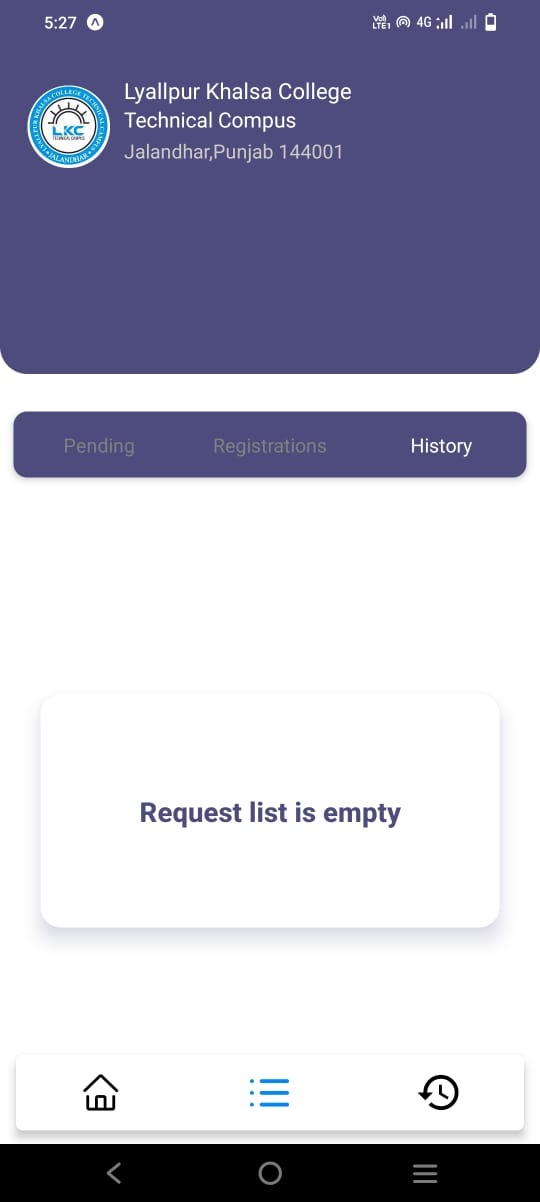 5:27
Vo)
LTE1
4G
Lyallpur Khalsa College
Technical Compus
Jalandhar,Punjab 144001
LYALLPUR KHALSA COLLEGE TECHNICAL CAMPUS
LKC
TECHNICAL CAMPUS
JALANDHAR
Pending
Registrations
History
Request list is empty